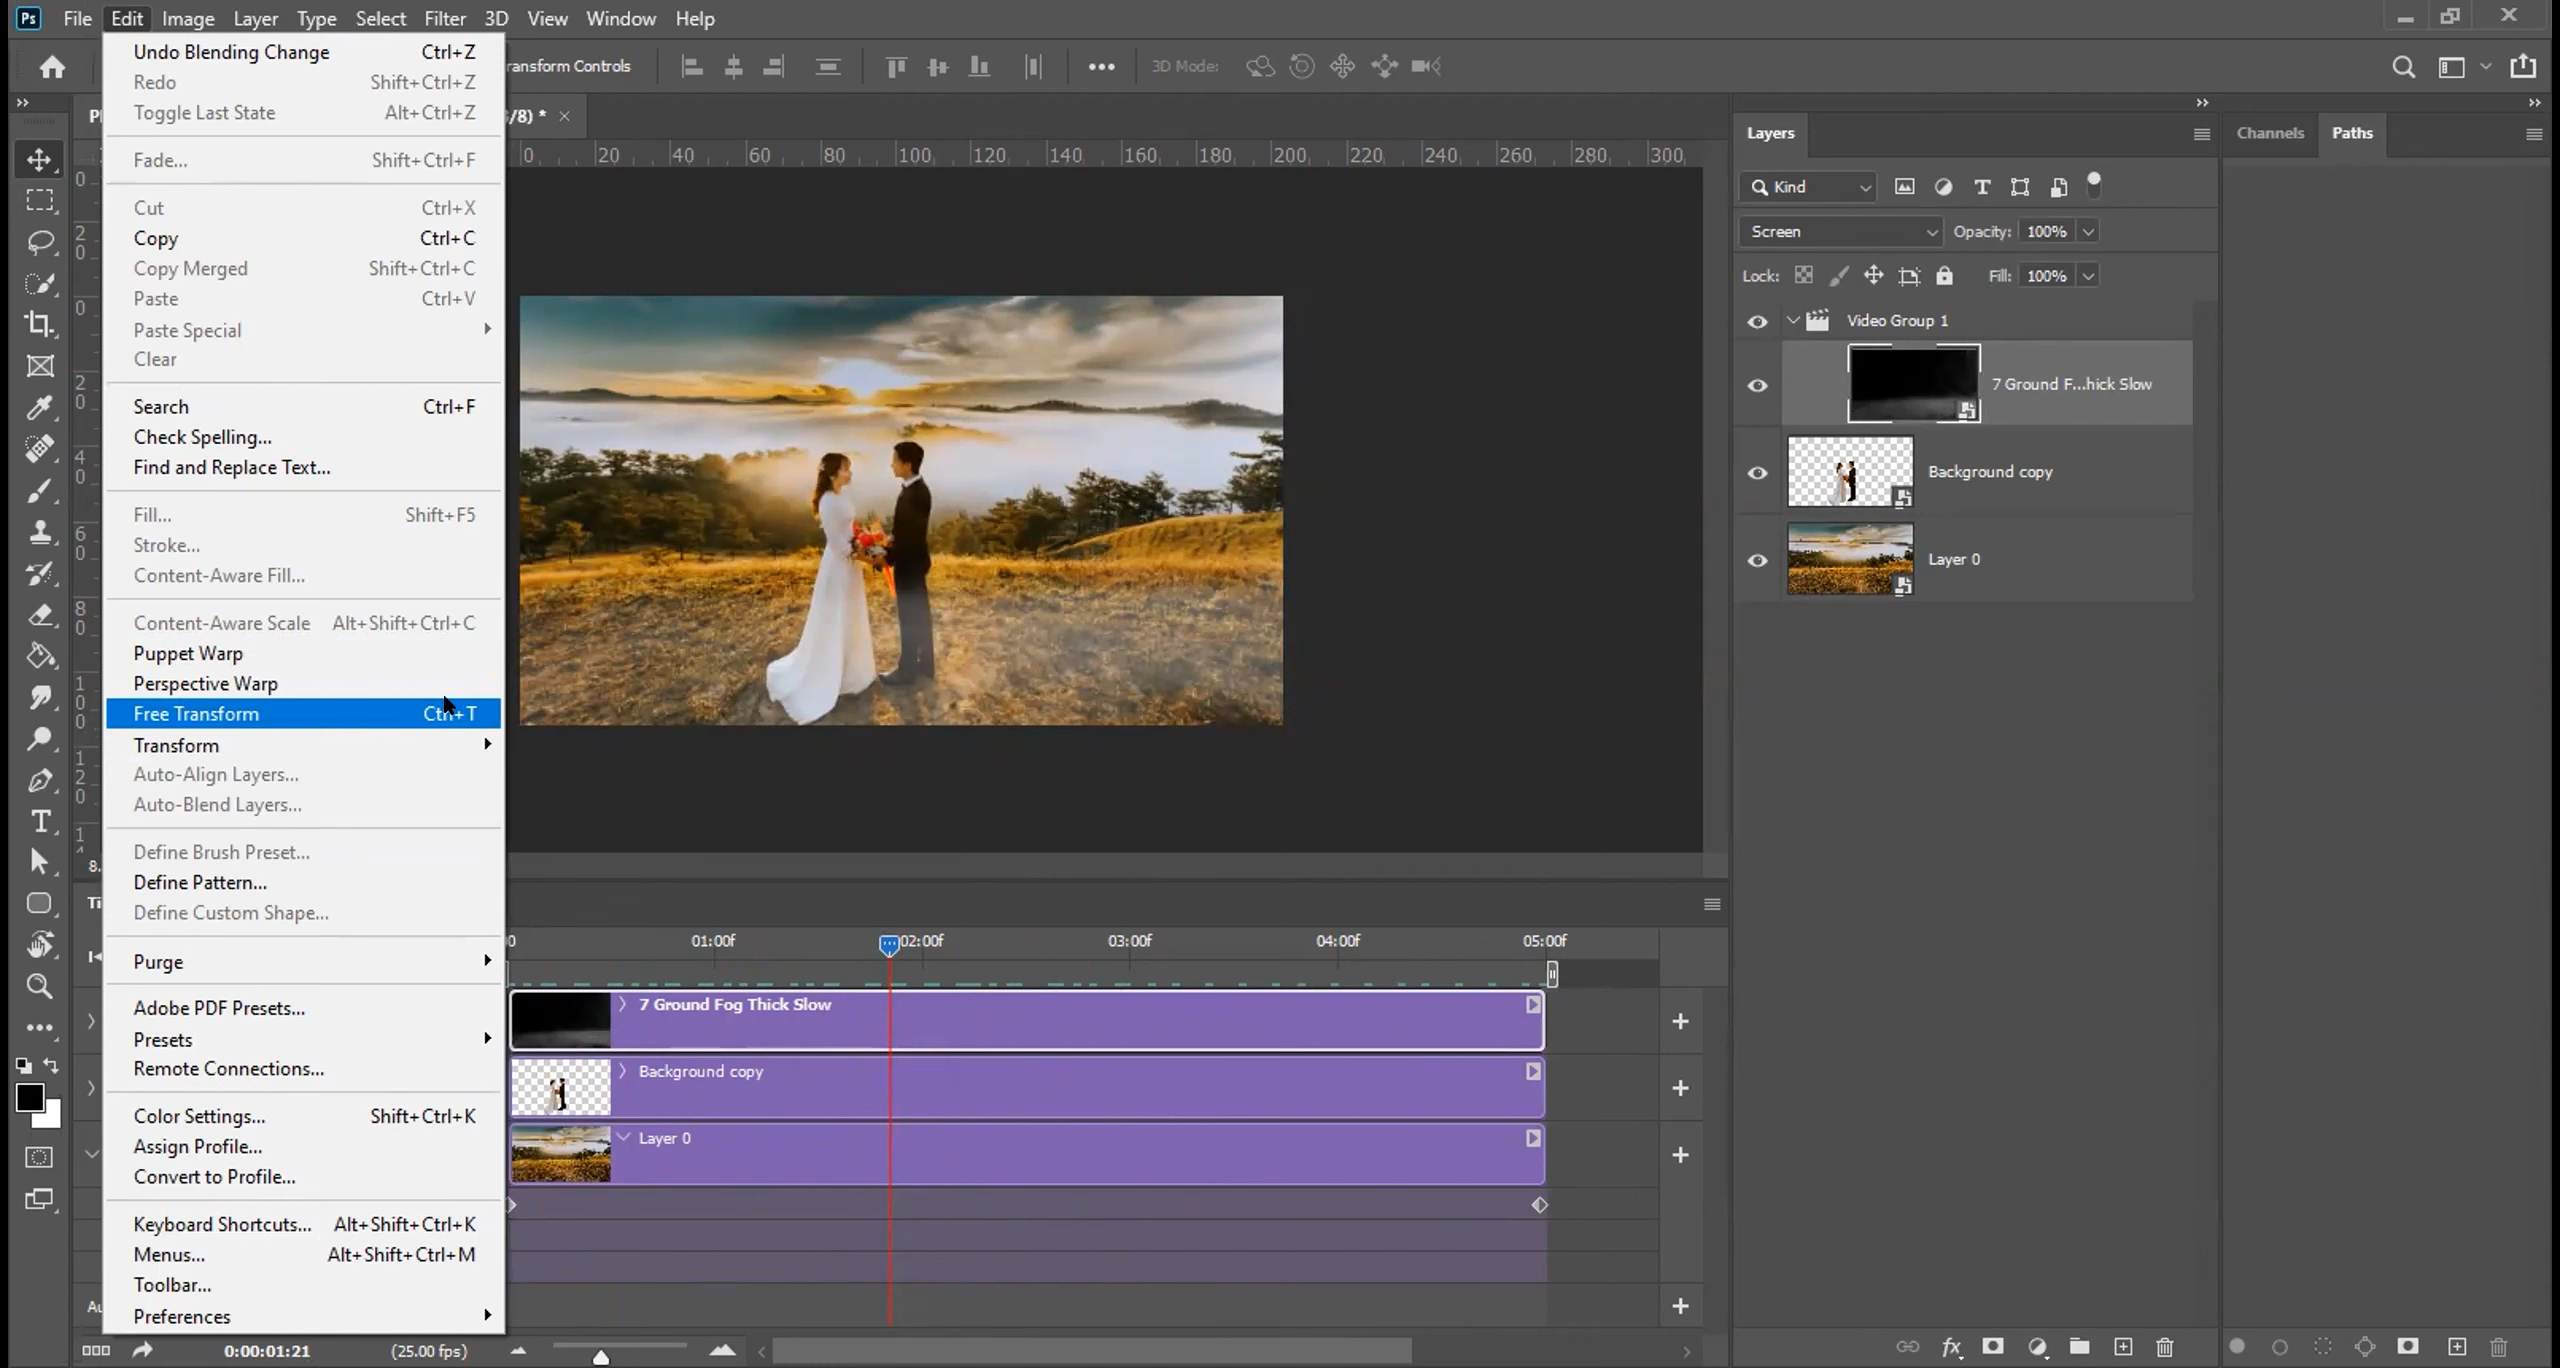 Ps File Edit Image Layer Type Select Filter 3D View Window Help
Undo Blending Change Ctrl+Z
Redo Shift+Ctrl+Z
Toggle Last State Alt+Ctrl+Z
Fade... Shift+Ctrl+F
Cut Ctrl+X
Copy Ctrl+C
Copy Merged Shift+Ctrl+C
Paste Ctrl+V
Paste Special
Clear
Search Ctrl+F
Check Spelling...
Find and Replace Text...
Fill... Shift+F5
Stroke...
Content-Aware Fill...
Content-Aware Scale Alt+Shift+Ctrl+C
Puppet Warp
Perspective Warp
Free Transform Ctrl+T
Transform
Auto-Align Layers...
Auto-Blend Layers...
Define Brush Preset...
Define Pattern...
Define Custom Shape...
Purge
Adobe PDF Presets...
Presets
Remote Connections...
Color Settings... Shift+Ctrl+K
Assign Profile...
Convert to Profile...
Keyboard Shortcuts... Alt+Shift+Ctrl+K
Menus... Alt+Shift+Ctrl+M
Toolbar...
Preferences
ransform Controls
3D Mode:
/8) *
0 20 40 60 80 100 120 140 160 180 200 220 240 260 280 300
Layers
Kind
Screen Opacity: 100%
Lock: Fill: 100%
Video Group 1
7 Ground F...hick Slow
Background copy
Layer 0
Channels Paths
01:00f 02:00f 03:00f 04:00f 05:00f
7 Ground Fog Thick Slow
Background copy
Layer 0
0:00:01:21 (25.00 fps)